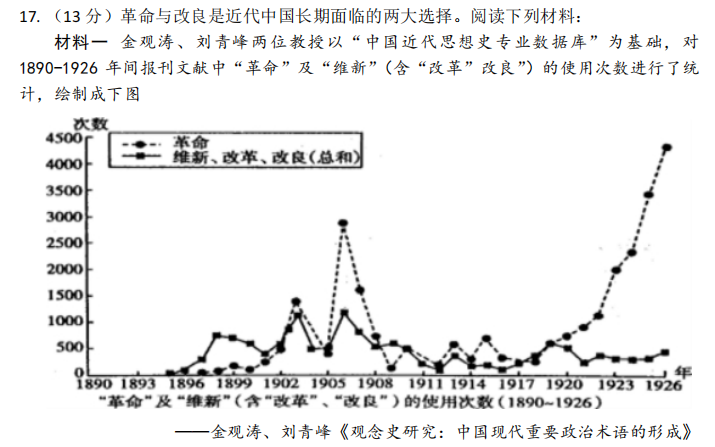 17. （13 分）革命与改良是近代中国长期面临的两大选择。阅读下列材料：
材料一  金观涛、刘青峰两位教授以“中国近代思想史专业数据库”为基础，对
1890-1926 年间报刊文献中“革命”及“维新”（含“改革”改良”）的使用次数进行了统
计，绘制成下图
次数
革命
维新、改革、改良（总和）
4500
4000
3500
3000
2500
2000
1500
1000
500
0
1890 1893 1896 1899 1902 1905 1908 1911 1914 1917 1920 1923 1926 年
“革命”及“维新”（含“改革”、“改良”）的使用次数（1890~1926）
——金观涛、刘青峰《观念史研究：中国现代重要政治术语的形成》